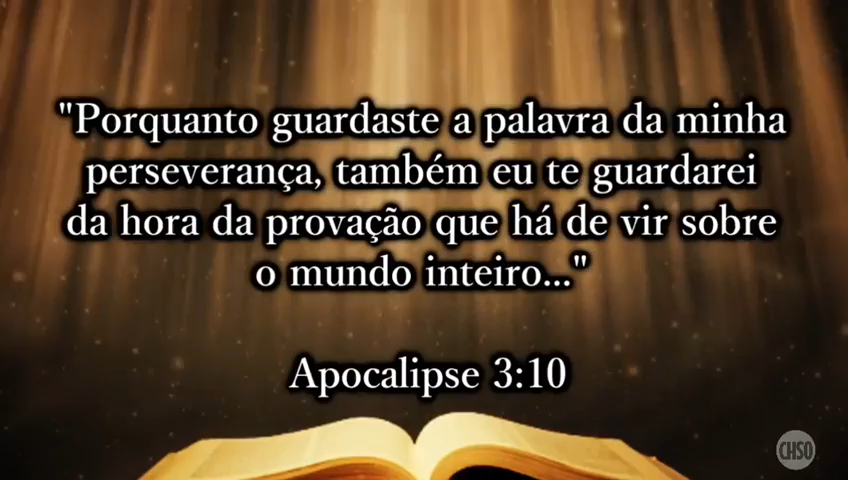 "Porquanto guardaste a palavra da minha
perseverança, também eu te guardarei
da hora da provação que há de vir sobre
o mundo inteiro..."
Apocalipse 3:10
CHSO